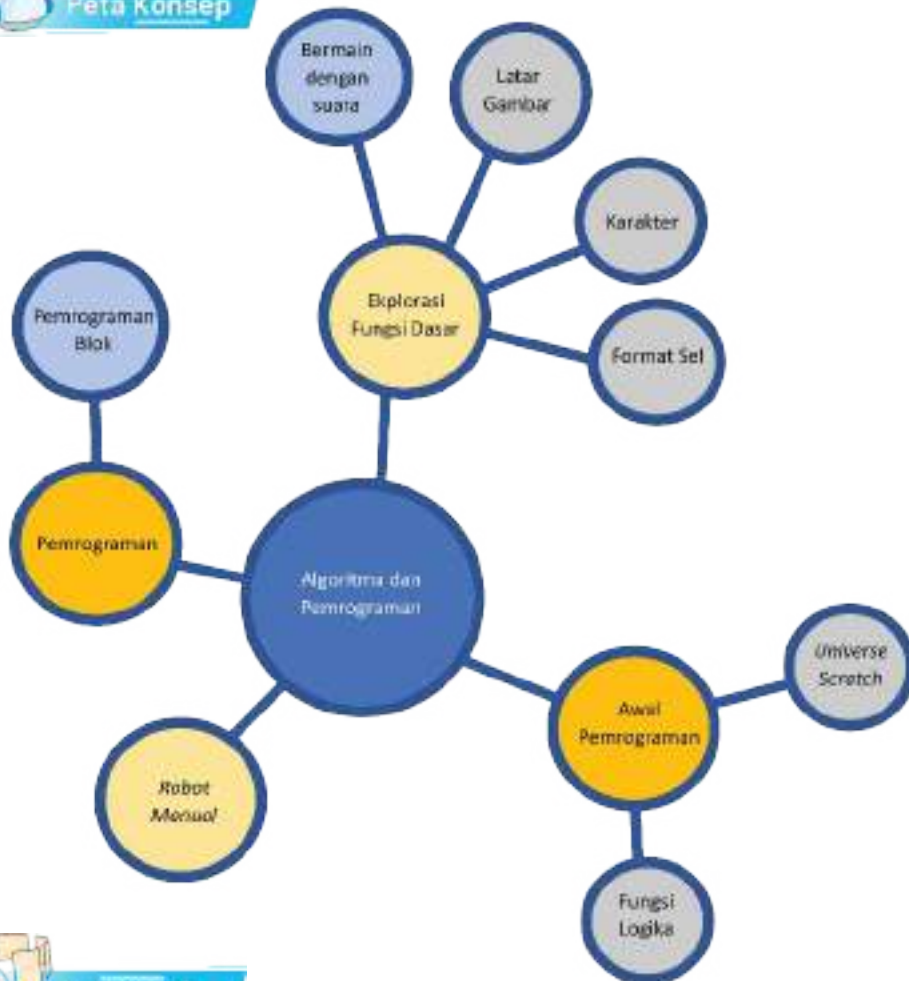 Peta Konsep
Bermain
dengan
suara
Latar
Gambar
Karakter
Format Sel
Ekplorasi
Fungsi Dasar
Pemrograman
Blok
Pemrograman
Algoritma dan
Pemrograman
Robot
Manual
Awal
Pemrograman
Universe
Scratch
Fungsi
Logika